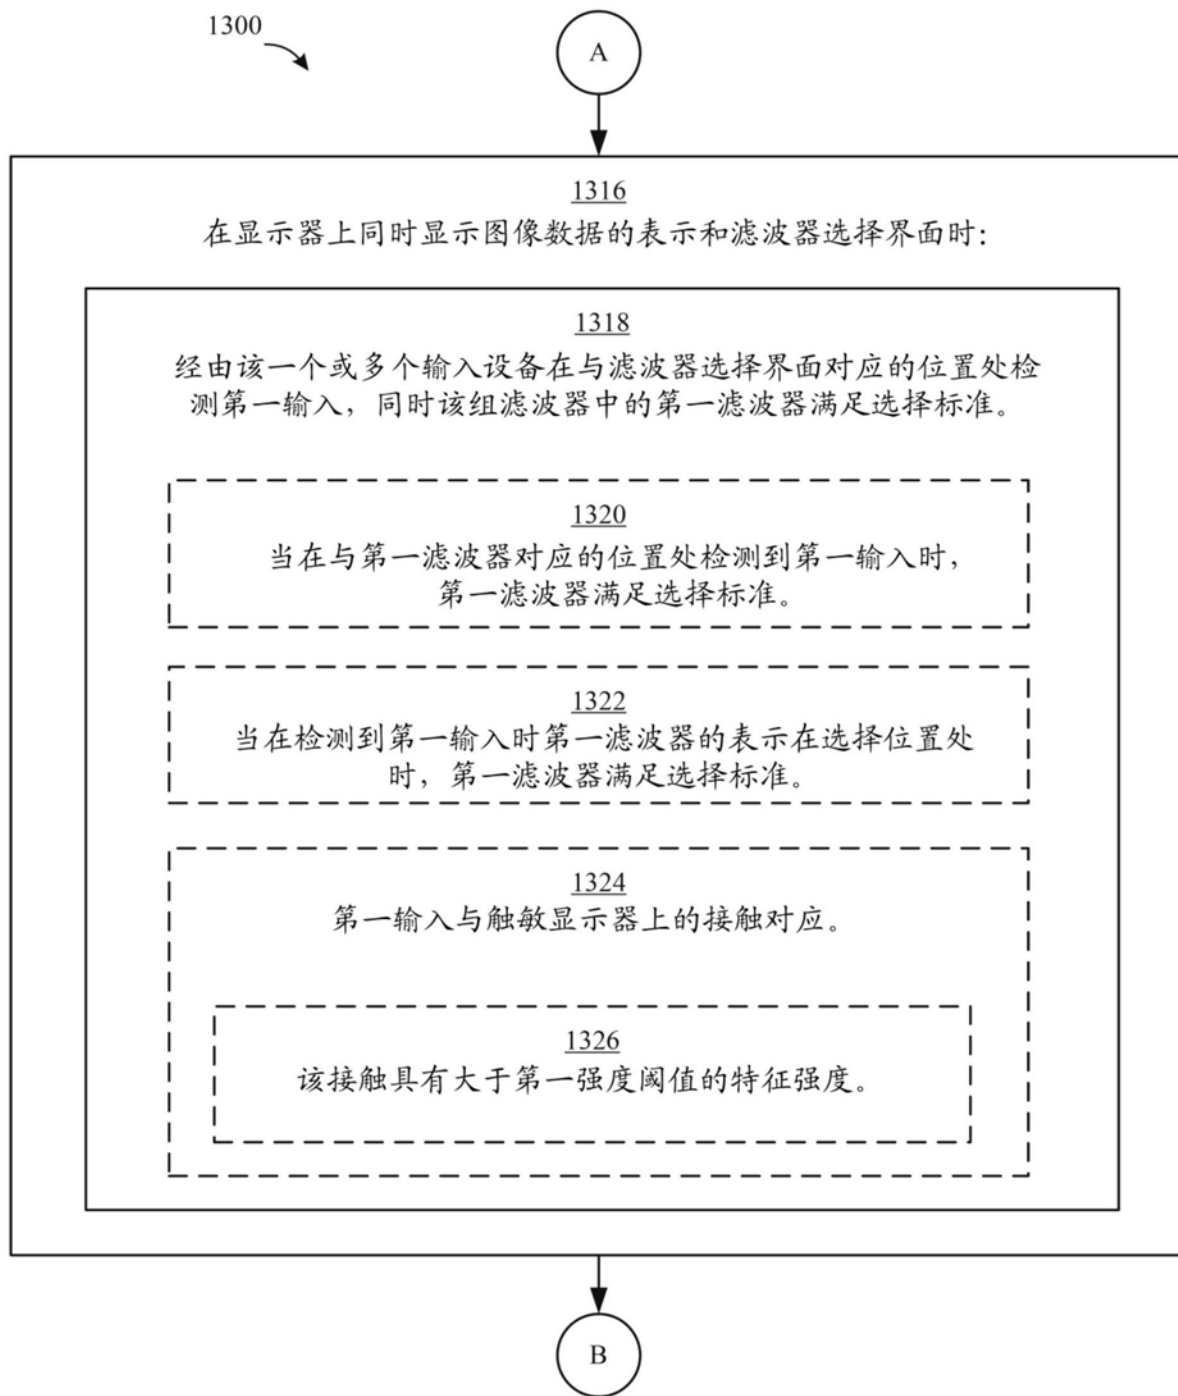 1300
A
1316
在显示器上同时显示图像数据的表示和滤波器选择界面时：
1318
经由该一个或多个输入设备在与滤波器选择界面对应的位置处检
测第一输入，同时该组滤波器中的第一滤波器满足选择标准。
1320
当在与第一滤波器对应的位置处检测到第一输入时，
第一滤波器满足选择标准。
1322
当在检测到第一输入时第一滤波器的表示在选择位置处
时，第一滤波器满足选择标准。
1324
第一输入与触敏显示器上的接触对应。
1326
该接触具有大于第一强度阈值的特征强度。
B